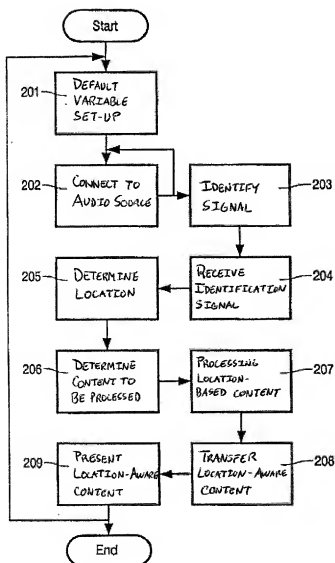 Start
201
DEFAULT
VARIABLE
SET-UP
202
CONNECT TO
AUDIO SOURCE
IDENTIFY
SIGNAL
203
205
DETERMINE
LOCATION
RECEIVE
IDENTIFICATION
SIGNAL
204
206
DETERMINE
CONTENT TO
BE PROCESSED
PROCESSING
LOCATION-
BASED CONTENT
207
209
PRESENT
LOCATION-AWARE
CONTENT
TRANSFER
LOCATION-AWARE
CONTENT
208
End